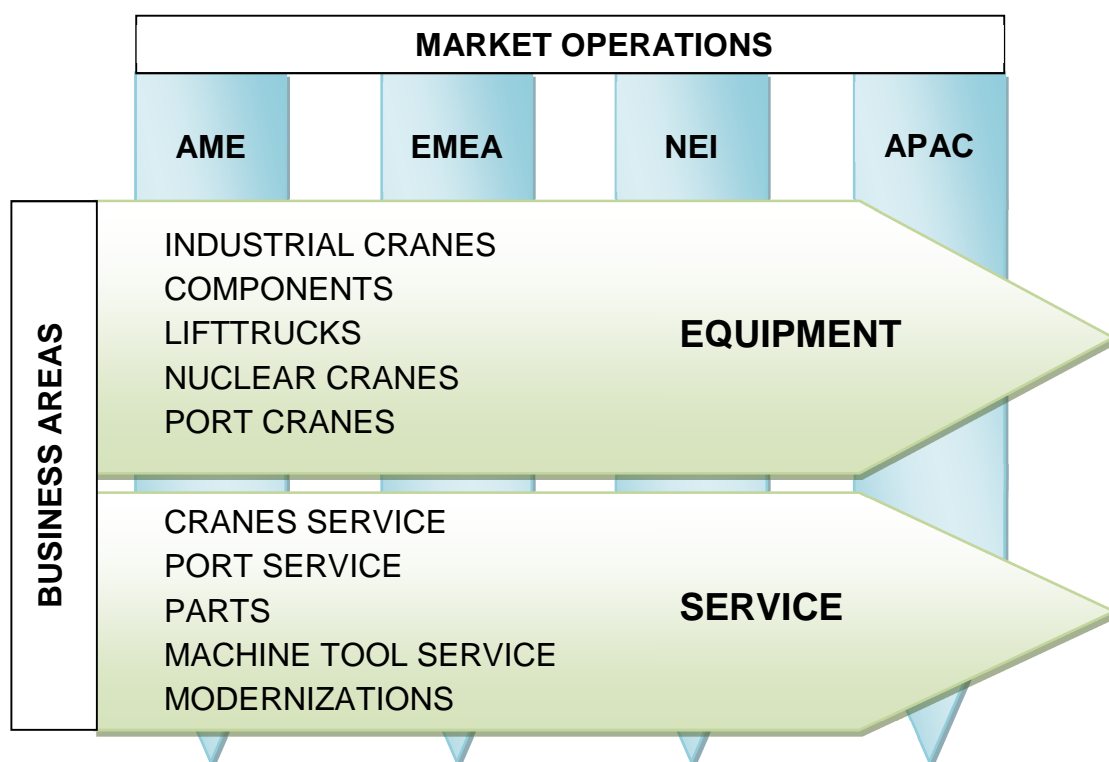 MARKET OPERATIONS
AME EMEA NEI APAC
BUSINESS AREAS
INDUSTRIAL CRANES
COMPONENTS
LIFTTRUCKS
NUCLEAR CRANES
PORT CRANES
EQUIPMENT
CRANES SERVICE
PORT SERVICE
PARTS
MACHINE TOOL SERVICE
MODERNIZATIONS
SERVICE